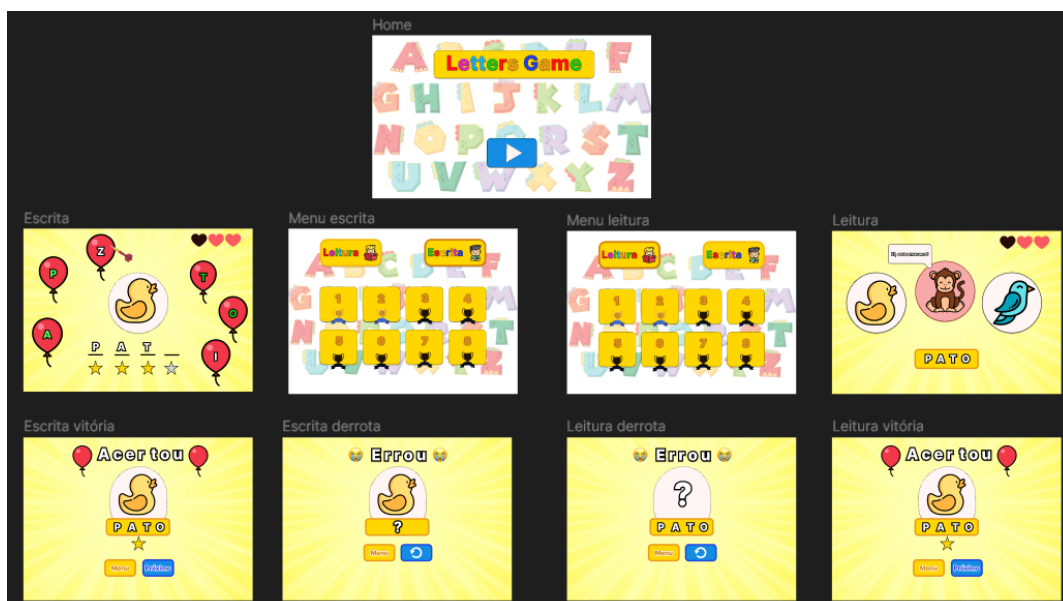 Home
Letters Game
A F
G H I J K L M
N O P Q R S T
U V W X Y Z
Escrita
Z
P
T
A
O
I
P A T
Menu escrita
Leitura Escrita
1 2 3 4
5 6 7 8
Menu leitura
Leitura Escrita
1 2 3 4
5 6 7 8
Leitura
PATO
Escrita vitória
Acertou
PATO
Menu Próximo
Escrita derrota
Errou
?
Menu
Leitura derrota
Errou
?
PATO
Menu
Leitura vitória
Acertou
PATO
Menu Próximo